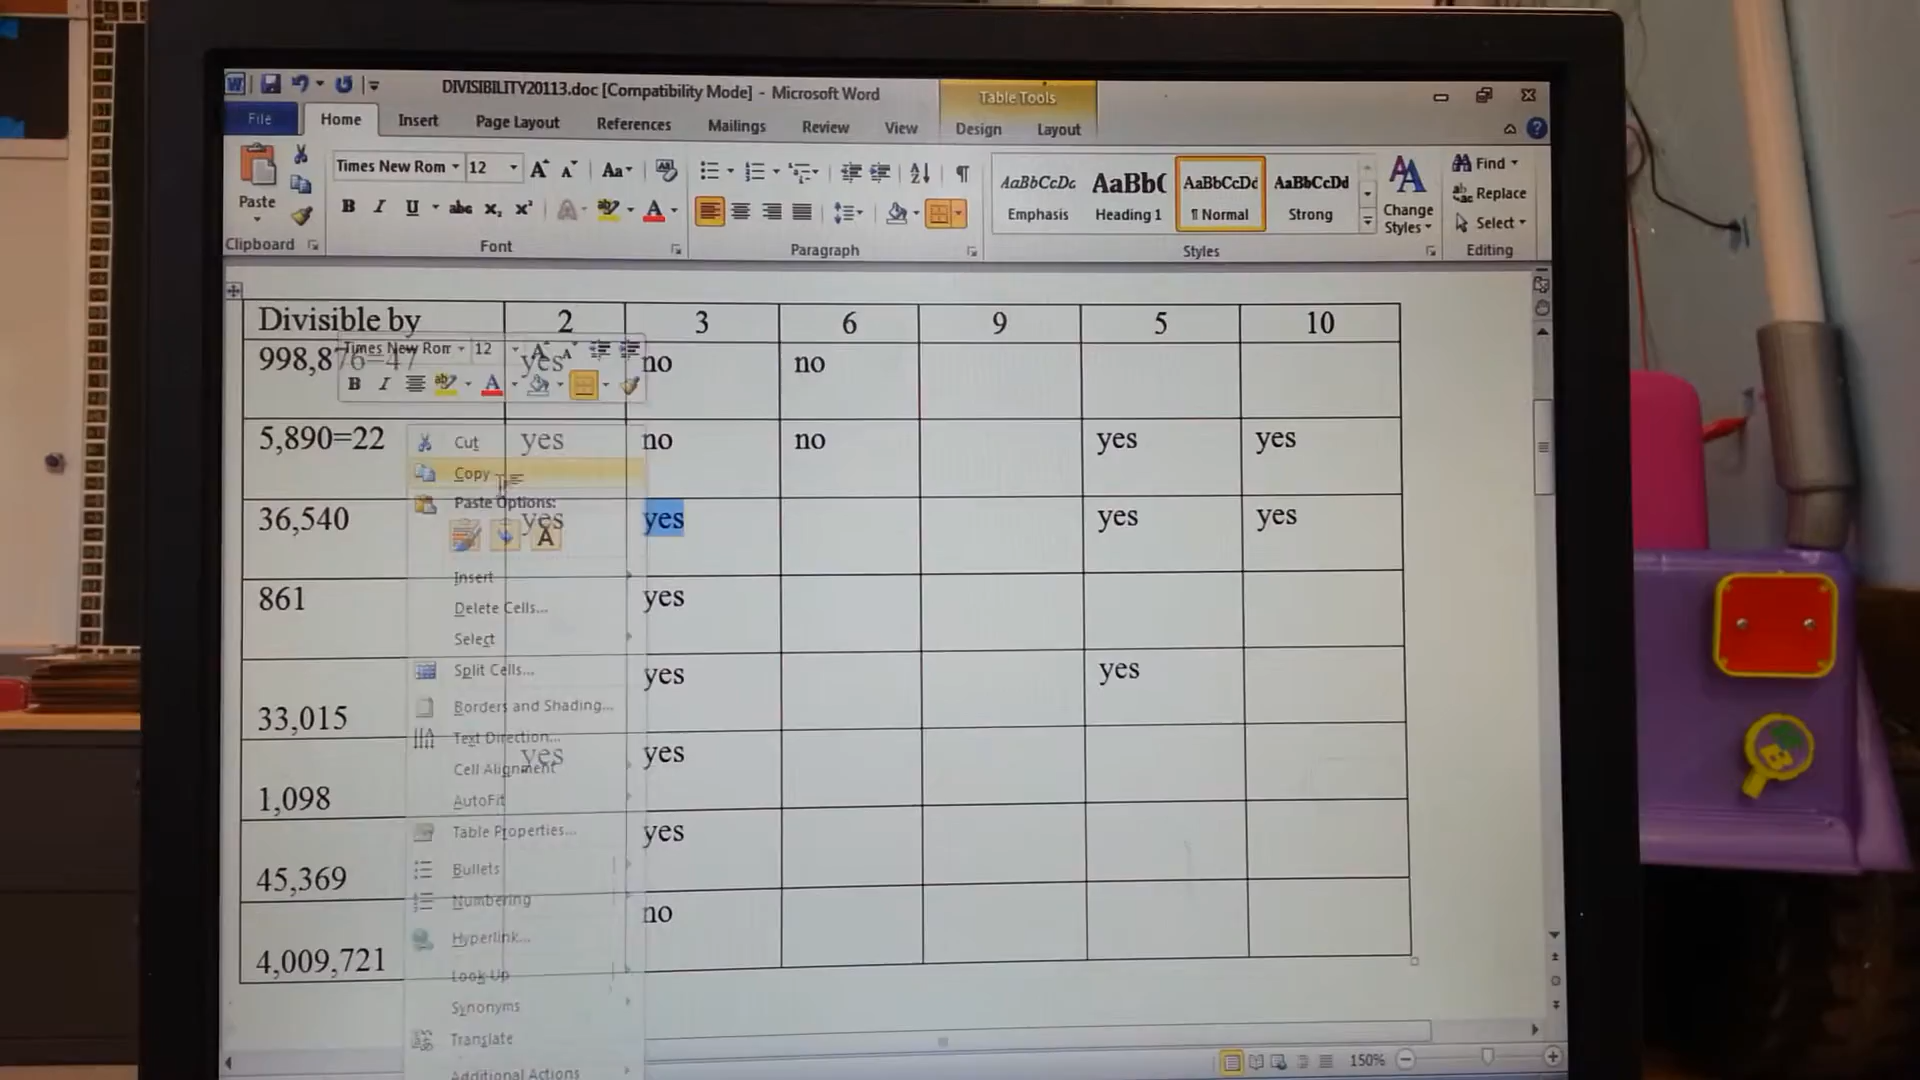 DIVISIBILITY20113.doc [Compatibility Mode] - Microsoft Word
Table Tools
File Home Insert Page Layout References Mailings Review View Design Layout
Paste
Clipboard
Times New Rom 12
Font
Paragraph
AaBbCcDc AaBb( AaBbCcDc AaBbCcDd
Emphasis Heading 1 ¶ Normal Strong
Change Styles
Styles
Find
Replace
Select
Editing
Divisible by 2 3 6 9 5 10
998,876=47 yes no no
5,890=22 yes no no yes yes
36,540 yes yes yes yes
861 yes
33,015 yes yes
1,098 yes yes
45,369 yes
4,009,721 no
Times New Rom 12
Cut
Copy
Paste Options:
Insert
Delete Cells...
Select
Split Cells...
Borders and Shading...
Text Direction...
Cell Alignment
AutoFit
Table Properties...
Bullets
Numbering
Hyperlink...
Look Up
Synonyms
Translate
Additional Actions
150%